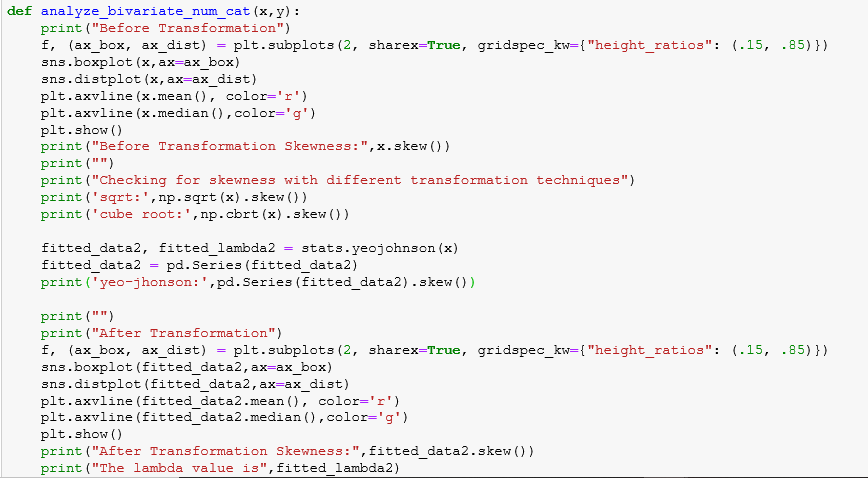 def analyze_bivariate_num_cat(x,y):
    print("Before Transformation")
    f, (ax_box, ax_dist) = plt.subplots(2, sharex=True, gridspec_kw={"height_ratios": (.15, .85)})
    sns.boxplot(x,ax=ax_box)
    sns.distplot(x,ax=ax_dist)
    plt.axvline(x.mean(), color='r')
    plt.axvline(x.median(),color='g')
    plt.show()
    print("Before Transformation Skewness:",x.skew())
    print("")
    print("Checking for skewness with different transformation techniques")
    print('sqrt:',np.sqrt(x).skew())
    print('cube root:',np.cbrt(x).skew())

    fitted_data2, fitted_lambda2 = stats.yeojohnson(x)
    fitted_data2 = pd.Series(fitted_data2)
    print('yeo-jhonson:',pd.Series(fitted_data2).skew())

    print("")
    print("After Transformation")
    f, (ax_box, ax_dist) = plt.subplots(2, sharex=True, gridspec_kw={"height_ratios": (.15, .85)})
    sns.boxplot(fitted_data2,ax=ax_box)
    sns.distplot(fitted_data2,ax=ax_dist)
    plt.axvline(fitted_data2.mean(), color='r')
    plt.axvline(fitted_data2.median(),color='g')
    plt.show()
    print("After Transformation Skewness:",fitted_data2.skew())
    print("The lambda value is",fitted_lambda2)